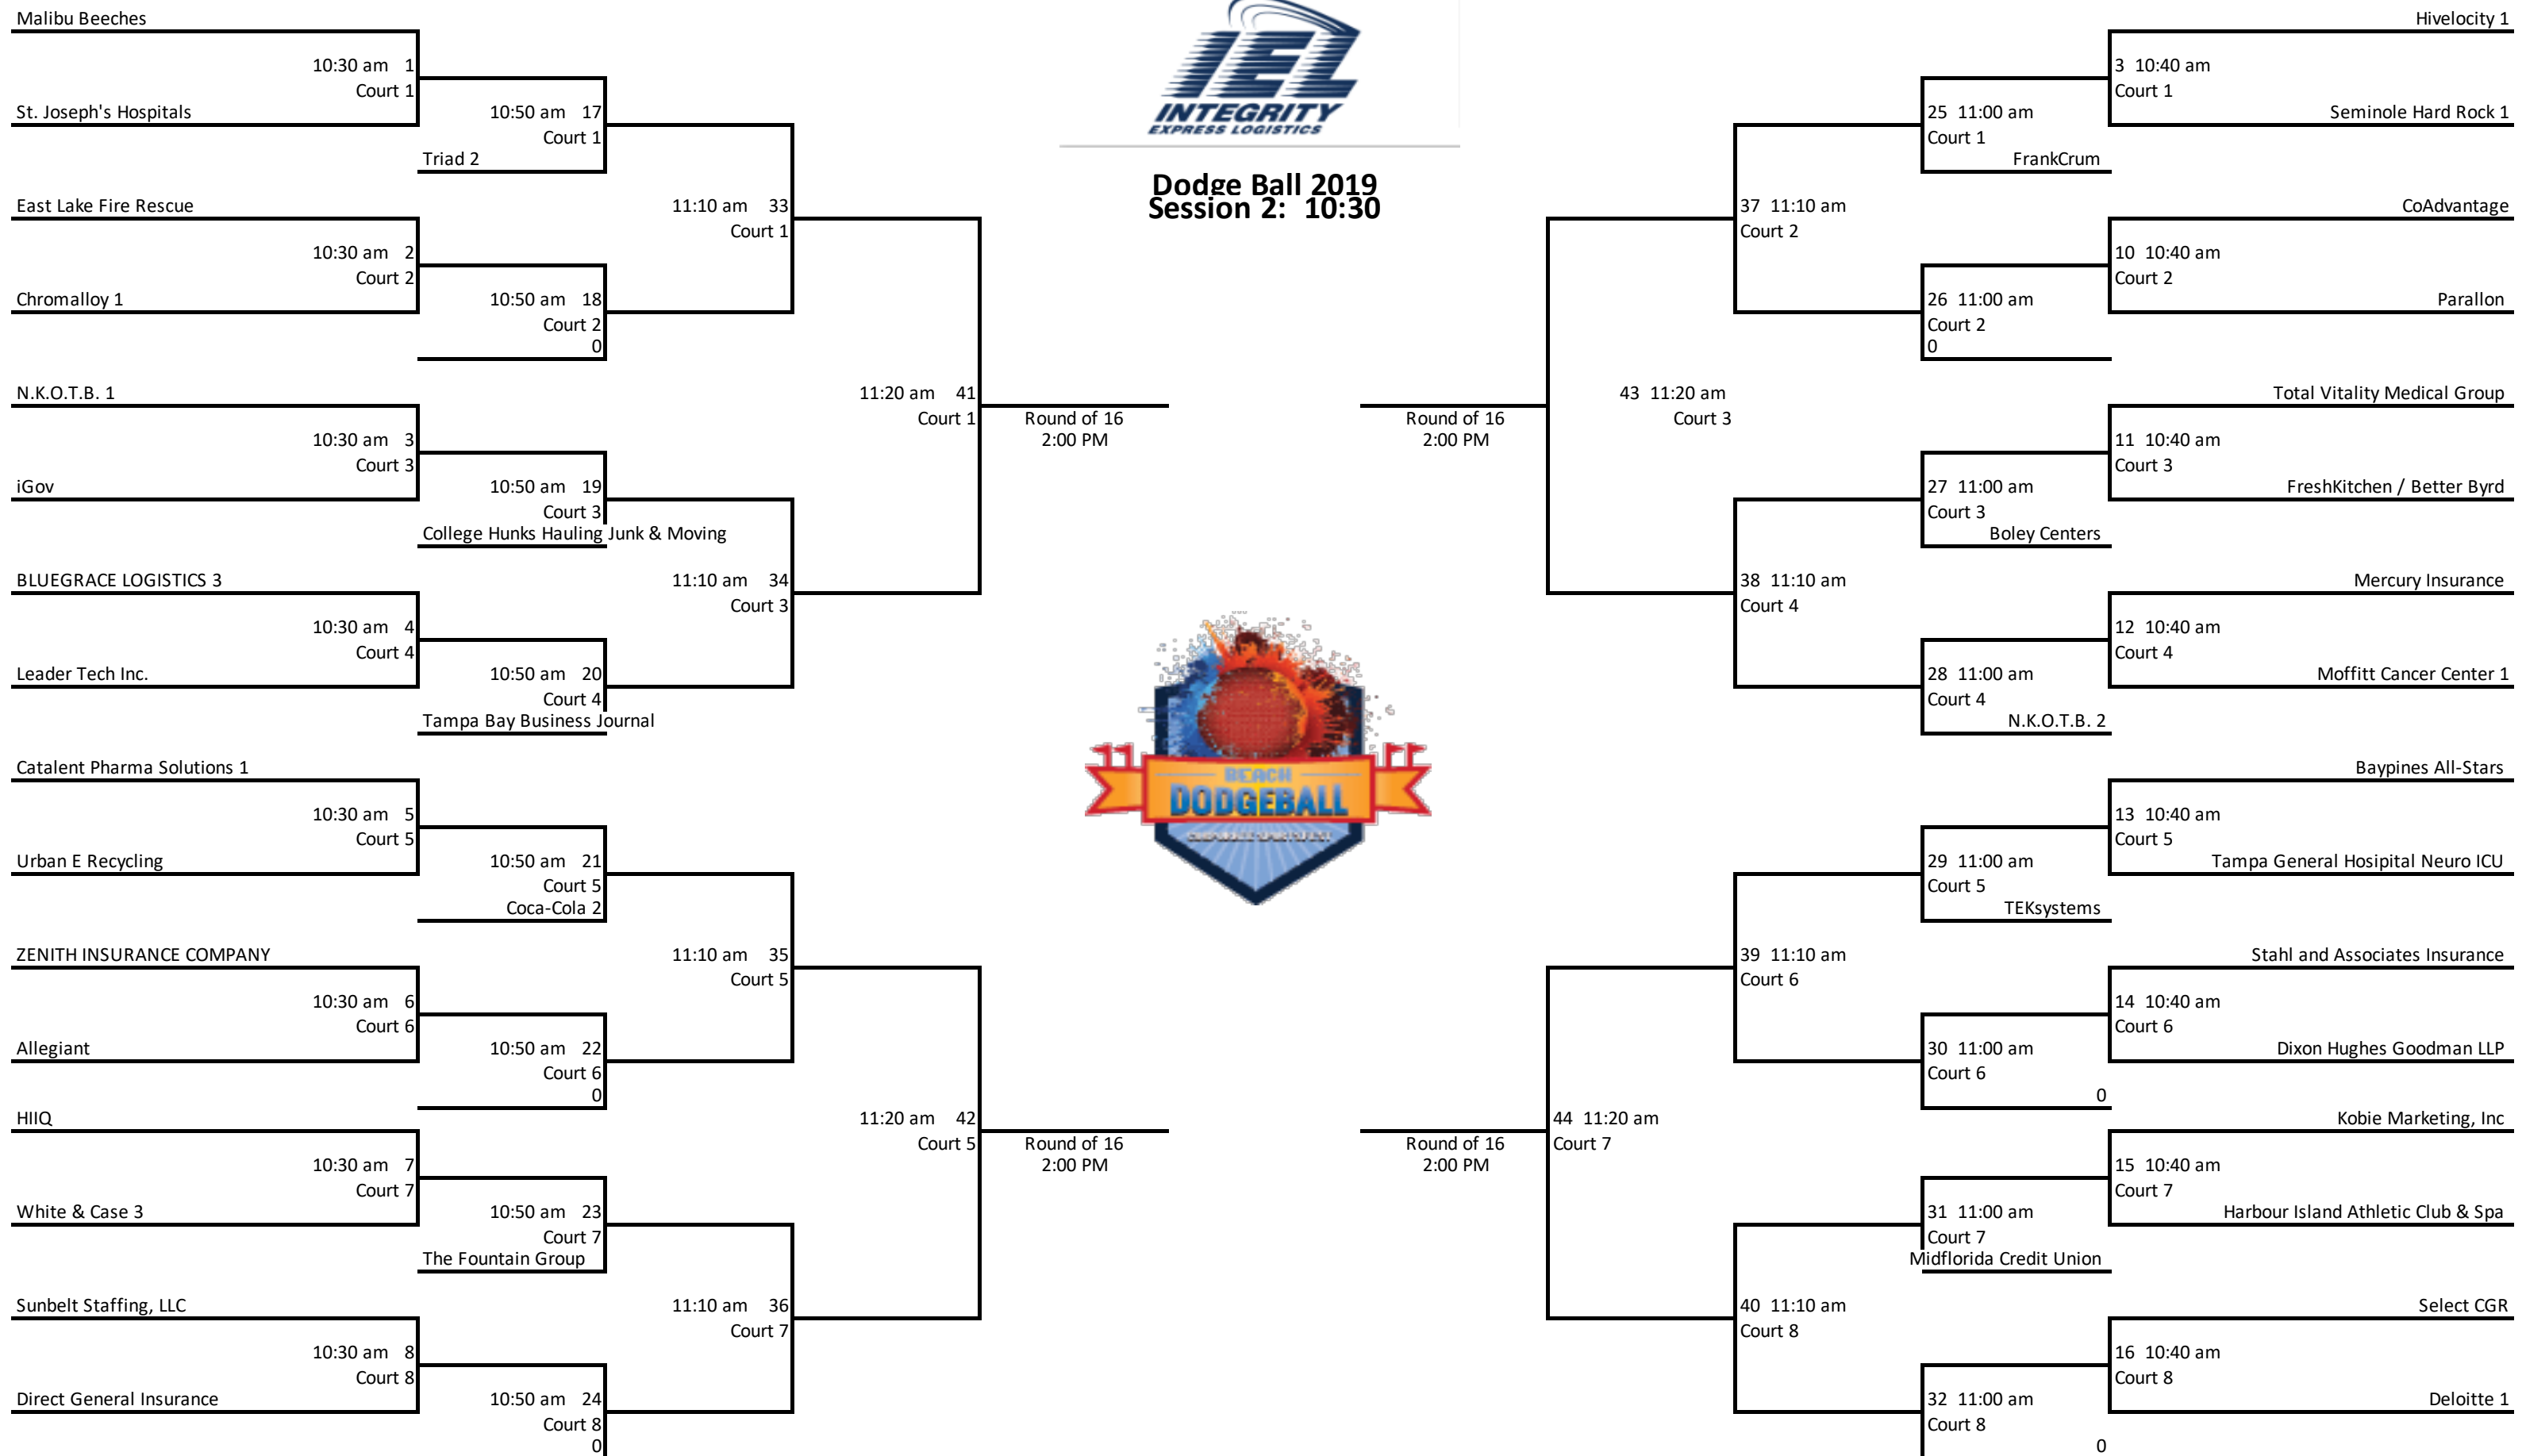 IEL
INTEGRITY
EXPRESS LOGISTICS
Dodge Ball 2019
Session 2: 10:30
Malibu Beeches
10:30 am 1
Court 1
St. Joseph's Hospitals
10:50 am 17
Court 1
Triad 2
East Lake Fire Rescue
11:10 am 33
Court 1
10:30 am 2
Court 2
Chromalloy 1
10:50 am 18
Court 2
0
N.K.O.T.B. 1
11:20 am 41
Court 1
Round of 16
2:00 PM
10:30 am 3
Court 3
iGov
10:50 am 19
Court 3
College Hunks Hauling Junk & Moving
BLUEGRACE LOGISTICS 3
11:10 am 34
Court 3
10:30 am 4
Court 4
Leader Tech Inc.
10:50 am 20
Court 4
Tampa Bay Business Journal
Catalent Pharma Solutions 1
10:30 am 5
Court 5
Urban E Recycling
10:50 am 21
Court 5
Coca-Cola 2
ZENITH INSURANCE COMPANY
11:10 am 35
Court 5
10:30 am 6
Court 6
Allegiant
10:50 am 22
Court 6
0
HIIQ
11:20 am 42
Court 5
Round of 16
2:00 PM
10:30 am 7
Court 7
White & Case 3
10:50 am 23
Court 7
The Fountain Group
Sunbelt Staffing, LLC
11:10 am 36
Court 7
10:30 am 8
Court 8
Direct General Insurance
10:50 am 24
Court 8
0
BEACH
DODGEBALL
Hivelocity 1
3 10:40 am
Court 1
Seminole Hard Rock 1
25 11:00 am
Court 1
FrankCrum
CoAdvantage
37 11:10 am
Court 2
10 10:40 am
Court 2
Parallon
26 11:00 am
Court 2
0
Total Vitality Medical Group
43 11:20 am
Court 3
Round of 16
2:00 PM
11 10:40 am
Court 3
FreshKitchen / Better Byrd
27 11:00 am
Court 3
Boley Centers
Mercury Insurance
38 11:10 am
Court 4
12 10:40 am
Court 4
Moffitt Cancer Center 1
28 11:00 am
Court 4
N.K.O.T.B. 2
Baypines All-Stars
13 10:40 am
Court 5
Tampa General Hosipital Neuro ICU
29 11:00 am
Court 5
TEKsystems
Stahl and Associates Insurance
39 11:10 am
Court 6
14 10:40 am
Court 6
Dixon Hughes Goodman LLP
30 11:00 am
Court 6
0
Kobie Marketing, Inc
44 11:20 am
Court 7
Round of 16
2:00 PM
15 10:40 am
Court 7
Harbour Island Athletic Club & Spa
31 11:00 am
Court 7
Midflorida Credit Union
Select CGR
40 11:10 am
Court 8
16 10:40 am
Court 8
Deloitte 1
32 11:00 am
Court 8
0